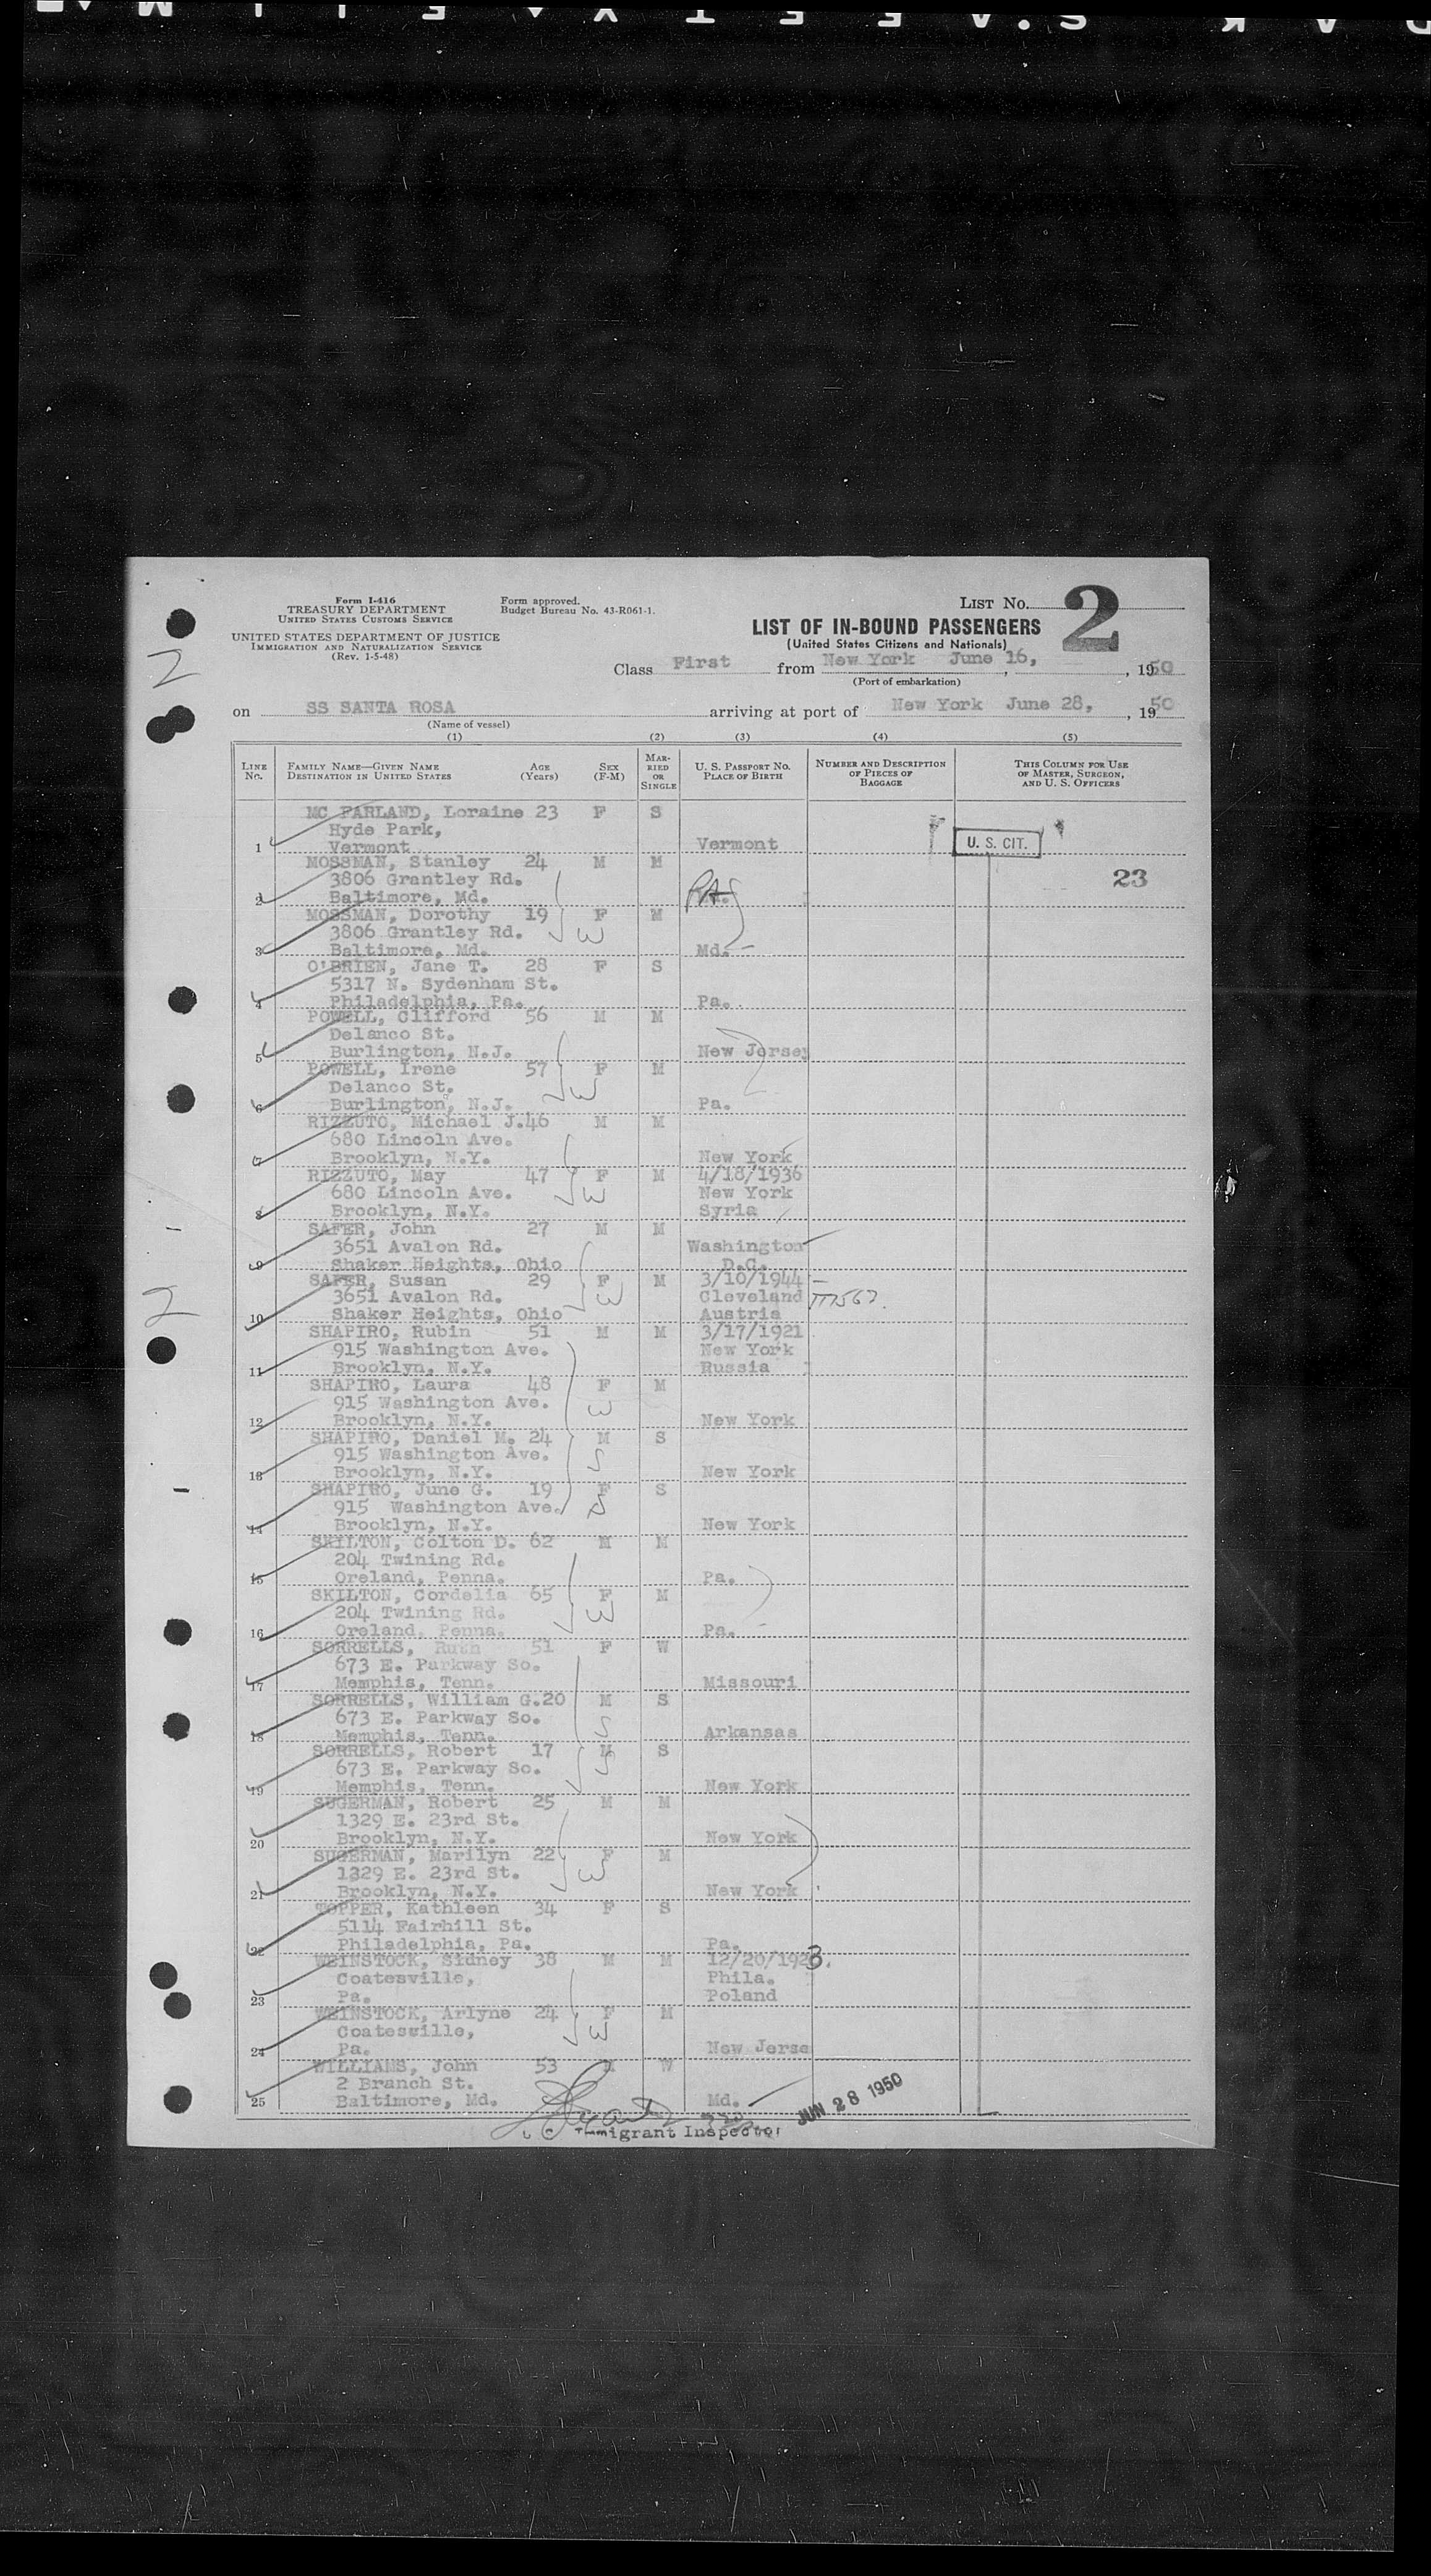 Form I-416
TREASURY DEPARTMENT
UNITED STATES CUSTOMS SERVICE
UNITED STATES DEPARTMENT OF JUSTICE
IMMIGRATION AND NATURALIZATION SERVICE
(Rev. 1-5-48)
Form approved.
Budget Bureau No. 43-R061-1.
LIST NO. 2
LIST OF IN-BOUND PASSENGERS
(United States Citizens and Nationals)
Class First from New York June 16, , 1950
(Port of embarkation)
on SS SANTA ROSA arriving at port of New York June 28, , 1950
(Name of vessel)
(1) (2) (3) (4) (5)
LINE NO. FAMILY NAME—GIVEN NAME DESTINATION IN UNITED STATES AGE (Years) SEX (F-M) MARRIED OR SINGLE U. S. PASSPORT NO. PLACE OF BIRTH NUMBER AND DESCRIPTION OF PIECES OF BAGGAGE THIS COLUMN FOR USE OF MASTER, SURGEON, AND U. S. OFFICERS
MC FARLAND, Loraine 23 F S
Hyde Park,
1 Vermont Vermont U. S. CIT.
MOSSMAN, Stanley 24 M M
3806 Grantley Rd. 23
2 Baltimore, Md. PA.
MOSSMAN, Dorothy 19 F M
3806 Grantley Rd. W
3 Baltimore, Md. Md.
O'BRIEN, Jane T. 28 F S
5317 N. Sydenham St.
4 Philadelphia, Pa. Pa.
POWELL, Clifford 56 M M
Delanco St.
5 Burlington, N.J. New Jersey
POWELL, Irene 57 F M
Delanco St. W
6 Burlington, N.J. Pa.
RIZZUTO, Michael J. 46 M M
680 Lincoln Ave.
7 Brooklyn, N.Y. New York
RIZZUTO, May 47 F M 4/18/1936
680 Lincoln Ave. W New York
8 Brooklyn, N.Y. Syria
SAFER, John 27 M M
3651 Avalon Rd. Washington
9 Shaker Heights, Ohio D.C.
SAFER, Susan 29 F M 3/10/1944
3651 Avalon Rd. W Cleveland
10 Shaker Heights, Ohio Austria
SHAPIRO, Rubin 51 M M 3/17/1921
915 Washington Ave. New York
11 Brooklyn, N.Y. Russia
SHAPIRO, Laura 48 F M
915 Washington Ave. W
12 Brooklyn, N.Y. New York
SHAPIRO, Daniel M. 24 M S
915 Washington Ave. S
13 Brooklyn, N.Y. New York
SHAPIRO, June G. 19 F S
915 Washington Ave.
14 Brooklyn, N.Y. New York
SKILTON, Colton D. 62 M M
204 Twining Rd.
15 Oreland, Penna. Pa.
SKILTON, Cordelia 65 F M
204 Twining Rd. W
16 Oreland, Penna. Pa.
SORRELLS, Ruth 51 F W
673 E. Parkway So.
17 Memphis, Tenn. Missouri
SORRELLS, William G. 20 M S
673 E. Parkway So. S
18 Memphis, Tenn. Arkansas
SORRELLS, Robert 17 M S
673 E. Parkway So. S
19 Memphis, Tenn. New York
SUGERMAN, Robert 25 M M
1329 E. 23rd St.
20 Brooklyn, N.Y. New York
SUGERMAN, Marilyn 22 F M
1329 E. 23rd St. W
21 Brooklyn, N.Y. New York
TOPPER, Kathleen 34 F S
5114 Fairhill St.
22 Philadelphia, Pa. Pa.
WEINSTOCK, Sidney 38 M M 12/20/1923.
Coatesville, Phila.
23 Pa. Poland
WEINSTOCK, Arlyne 24 F M
Coatesville, W
24 Pa. New Jerse
WILLIAMS, John 53 M W
2 Branch St.
25 Baltimore, Md. Md. JUN 28 1950
Immigrant Inspector
2
2